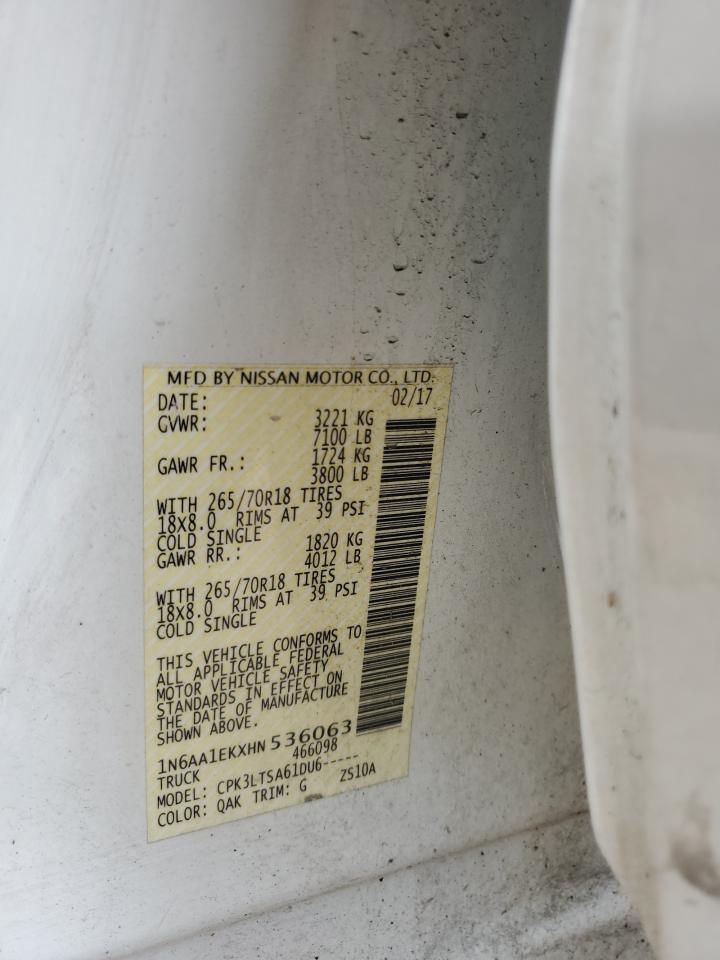 MFD BY NISSAN MOTOR CO., LTD.
DATE: 02/17
GVWR: 3221 KG
7100 LB
GAWR FR.: 1724 KG
3800 LB
WITH 265/70R18 TIRES
18X8.0 RIMS AT 39 PSI
COLD SINGLE
GAWR RR.: 1820 KG
4012 LB
WITH 265/70R18 TIRES
18X8.0 RIMS AT 39 PSI
COLD SINGLE
THIS VEHICLE CONFORMS TO
ALL APPLICABLE FEDERAL
MOTOR VEHICLE SAFETY
STANDARDS IN EFFECT ON
THE DATE OF MANUFACTURE
SHOWN ABOVE.
1N6AA1EKXHN536063
TRUCK 466098
MODEL: CPK3LTSA61DU6-----
COLOR: QAK TRIM: G ZS10A